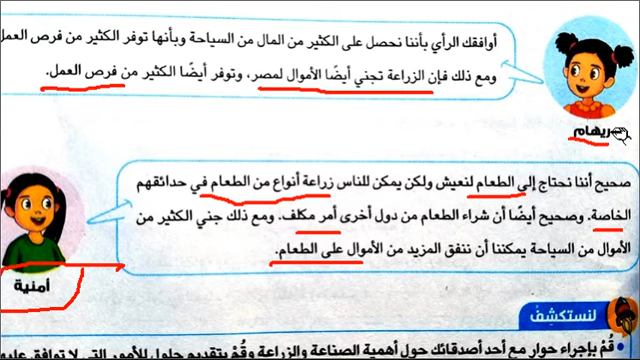 أوافقك الرأي بأننا نحصل على الكثير من المال من السياحة وبأنها توفر الكثير من فرص العمل
ومع ذلك فإن الزراعة تجني أيضًا الأموال لمصر، وتوفر أيضًا الكثير من فرص العمل.
ريهام
صحيح أننا نحتاج إلى الطعام لنعيش ولكن يمكن للناس زراعة أنواع من الطعام في حدائقهم
الخاصة. وصحيح أيضًا أن شراء الطعام من دول أخرى أمر مكلف. ومع ذلك جني الكثير من
الأموال من السياحة يمكننا أن ننفق المزيد من الأموال على الطعام.
أمنية
لنستكشف
• قُمْ بإجراء حوار مع أحد أصدقائك حول أهمية الصناعة والزراعة وقُمْ بتقديم حلول للأمور التي لا توافق عليه